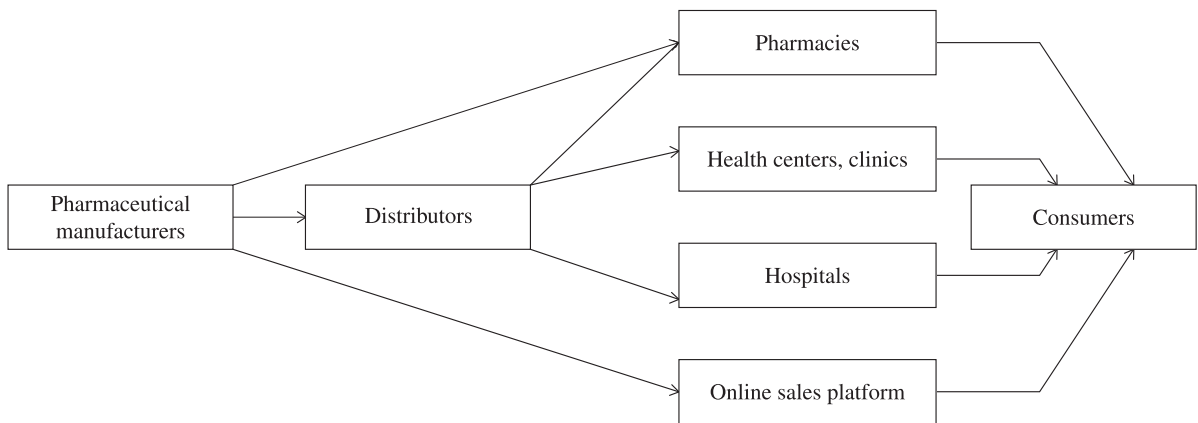 Pharmacies
Health centers, clinics
Pharmaceutical
manufacturers
Distributors
Consumers
Hospitals
Online sales platform